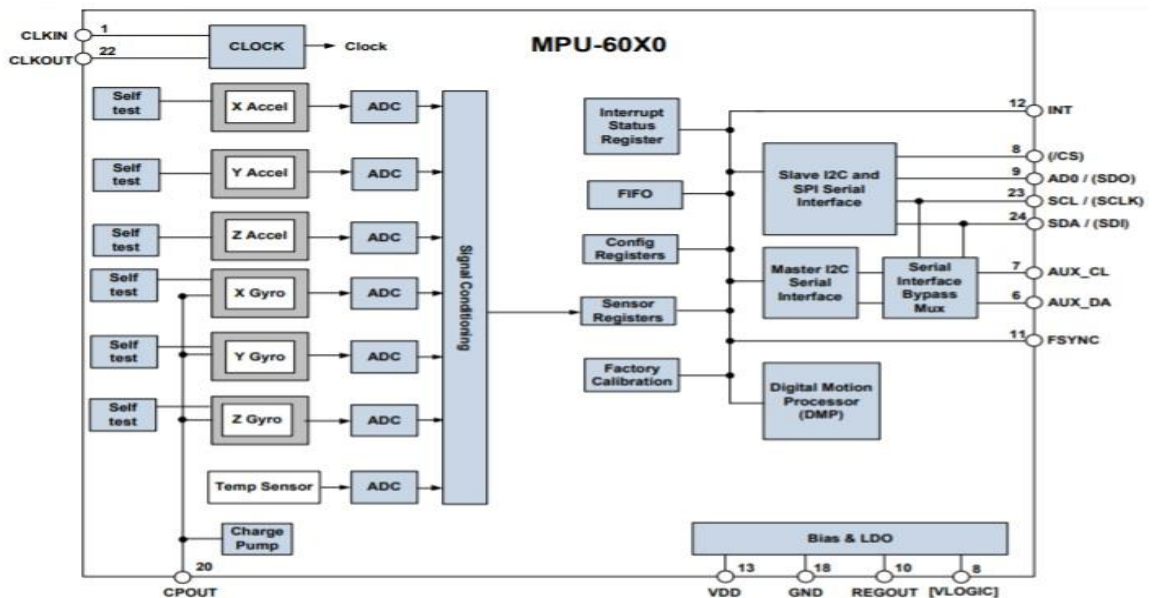 CLKIN
1
CLKOUT
22
CLOCK
Clock
MPU-60X0
Self
test
X Accel
ADC
Self
test
Y Accel
ADC
Self
test
Z Accel
ADC
Self
test
X Gyro
ADC
Self
test
Y Gyro
ADC
Self
test
Z Gyro
ADC
Temp Sensor
ADC
Charge
Pump
20
CPOUT
Signal Conditioning
Interrupt
Status
Register
FIFO
Config
Registers
Sensor
Registers
Factory
Calibration
Slave I2C and
SPI Serial
Interface
Master I2C
Serial
Interface
Serial
Interface
Bypass
Mux
Digital Motion
Processor
(DMP)
12
INT
8
(/CS)
9
AD0 / (SDO)
23
SCL / (SCLK)
24
SDA / (SDI)
7
AUX_CL
6
AUX_DA
11
FSYNC
Bias & LDO
13
VDD
18
GND
10
REGOUT
8
[VLOGIC]